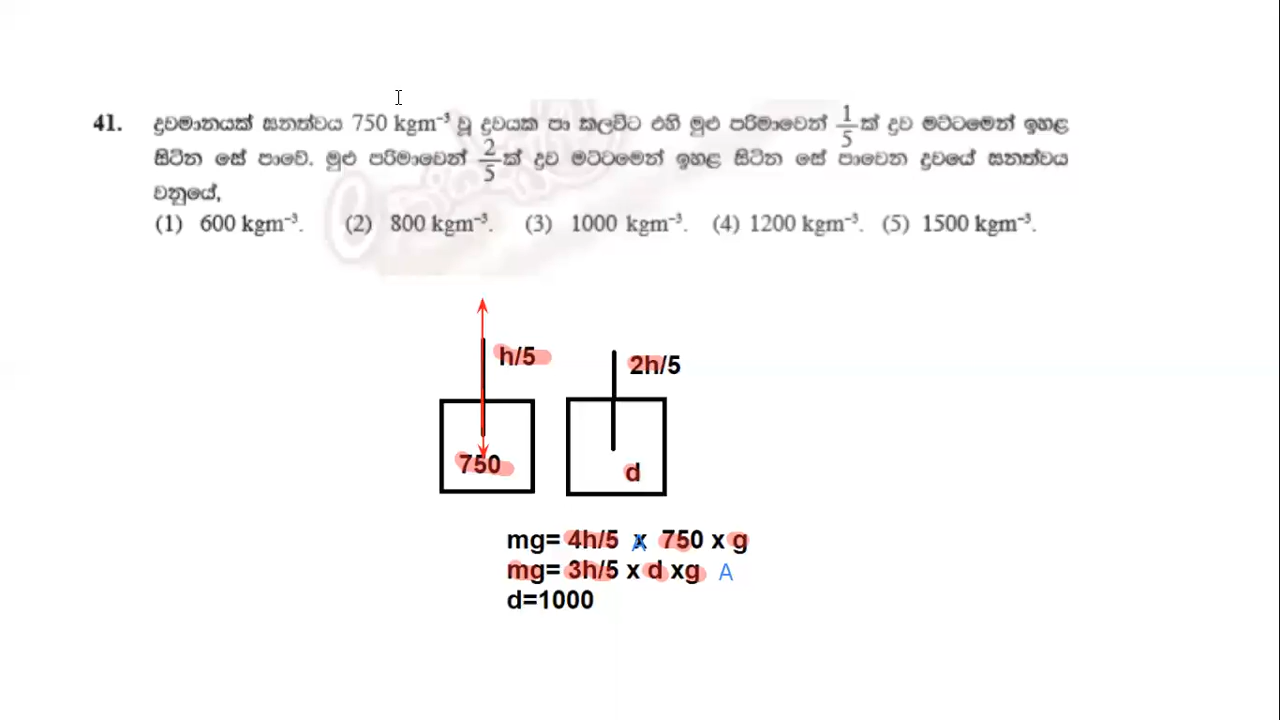 41. ද්‍රවමානයක් ඝනත්වය 750 kgm⁻³ වූ ද්‍රවයක පා කලවිට එහි මුළු පරිමාවෙන් 1/5 ක් ද්‍රව මට්ටමෙන් ඉහළ
සිටින සේ පාවේ. මුළු පරිමාවෙන් 2/5 ක් ද්‍රව මට්ටමෙන් ඉහළ සිටින සේ පාවෙන ද්‍රවයේ ඝනත්වය
වනුයේ,
(1) 600 kgm⁻³. (2) 800 kgm⁻³. (3) 1000 kgm⁻³. (4) 1200 kgm⁻³. (5) 1500 kgm⁻³.
h/5 2h/5
750 d
mg= 4h/5 x A 750 x g
mg= 3h/5 x d xg A
d=1000